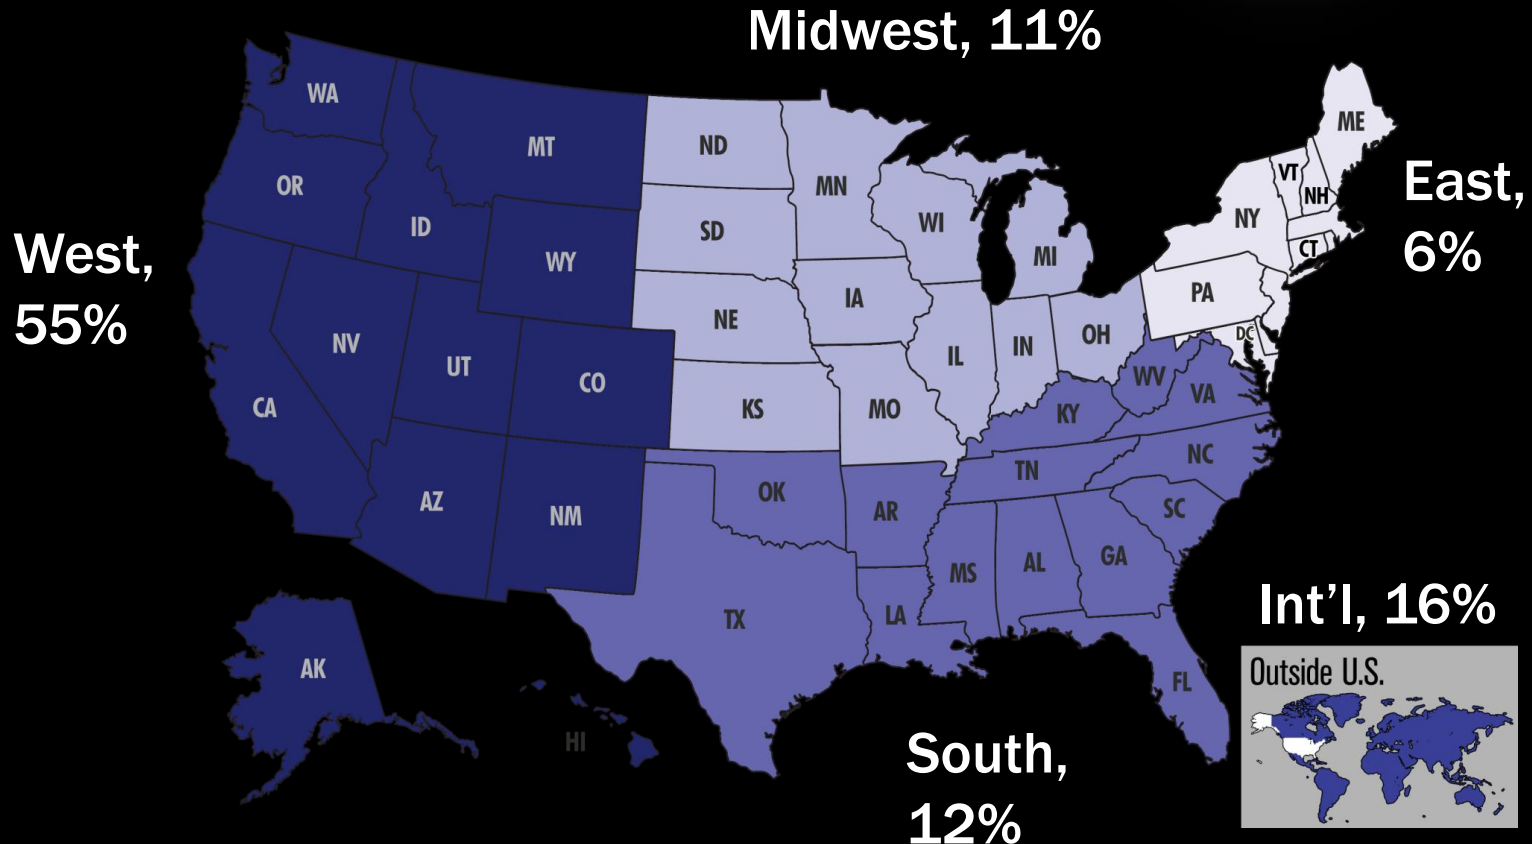 Midwest, 11%
WA
MT
ND
MN
ME
VT
NH
OR
ID
SD
WI
MI
NY
East,
6%
CT
West,
55%
WY
IA
NE
PA
NV
UT
CO
IL
IN
OH
DC
CA
KS
MO
WV
VA
KY
NC
TN
AZ
NM
OK
AR
SC
MS
AL
GA
TX
LA
Int'l, 16%
Outside U.S.
AK
HI
FL
South,
12%